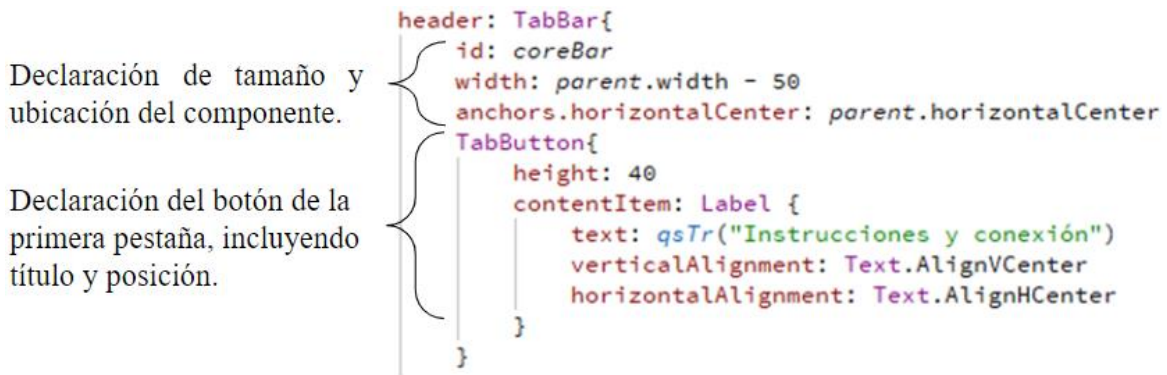 header: TabBar{
id: coreBar
width: parent.width - 50
anchors.horizontalCenter: parent.horizontalCenter
TabButton{
height: 40
contentItem: Label {
text: qsTr("Instrucciones y conexión")
verticalAlignment: Text.AlignVCenter
horizontalAlignment: Text.AlignHCenter
}
}
Declaración de tamaño y
ubicación del componente.
Declaración del botón de la
primera pestaña, incluyendo
título y posición.